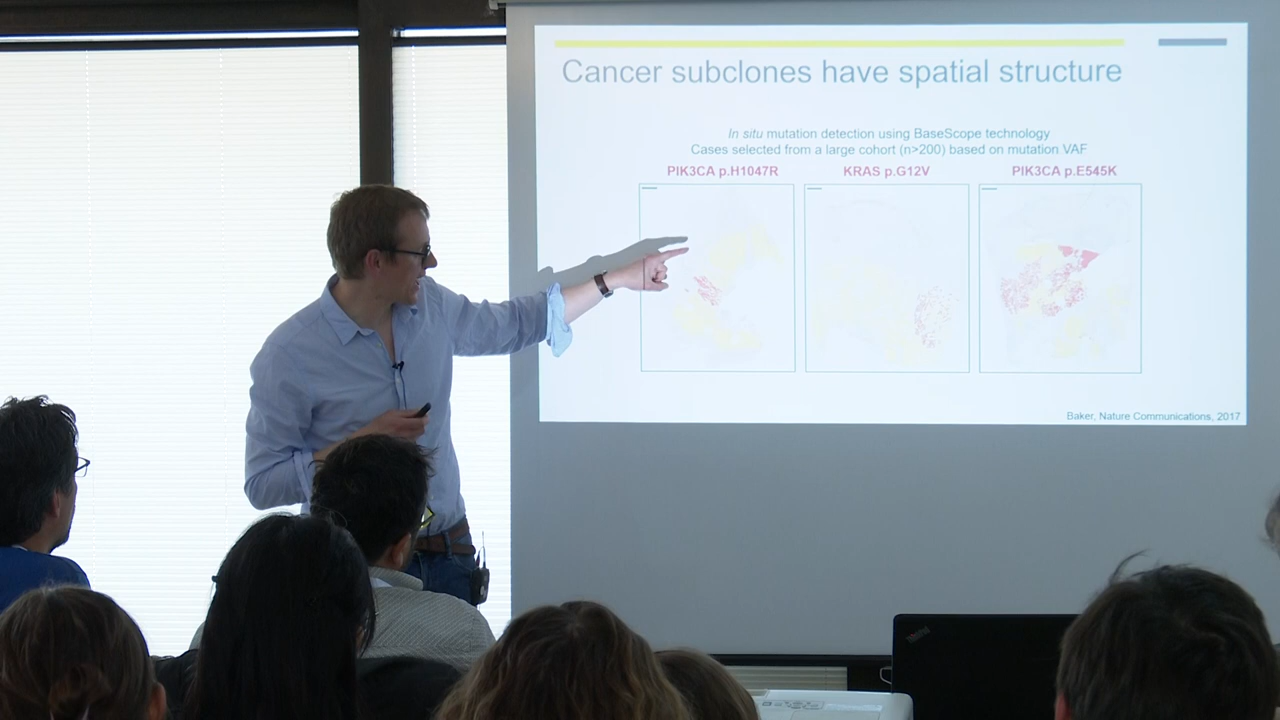 Cancer subclones have spatial structure
In situ mutation detection using BaseScope technology
Cases selected from a large cohort (n>200) based on mutation VAF
PIK3CA p.H1047R KRAS p.G12V PIK3CA p.E545K
Baker, Nature Communications, 2017
ThinkPad